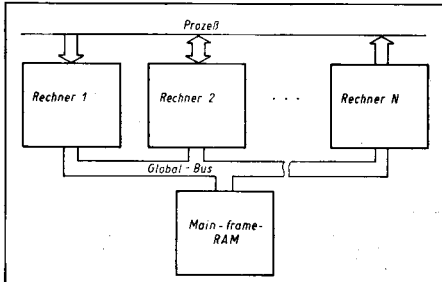 Prozeß
Rechner 1
Rechner 2
...
Rechner N
Global-Bus
Main-frame-
RAM